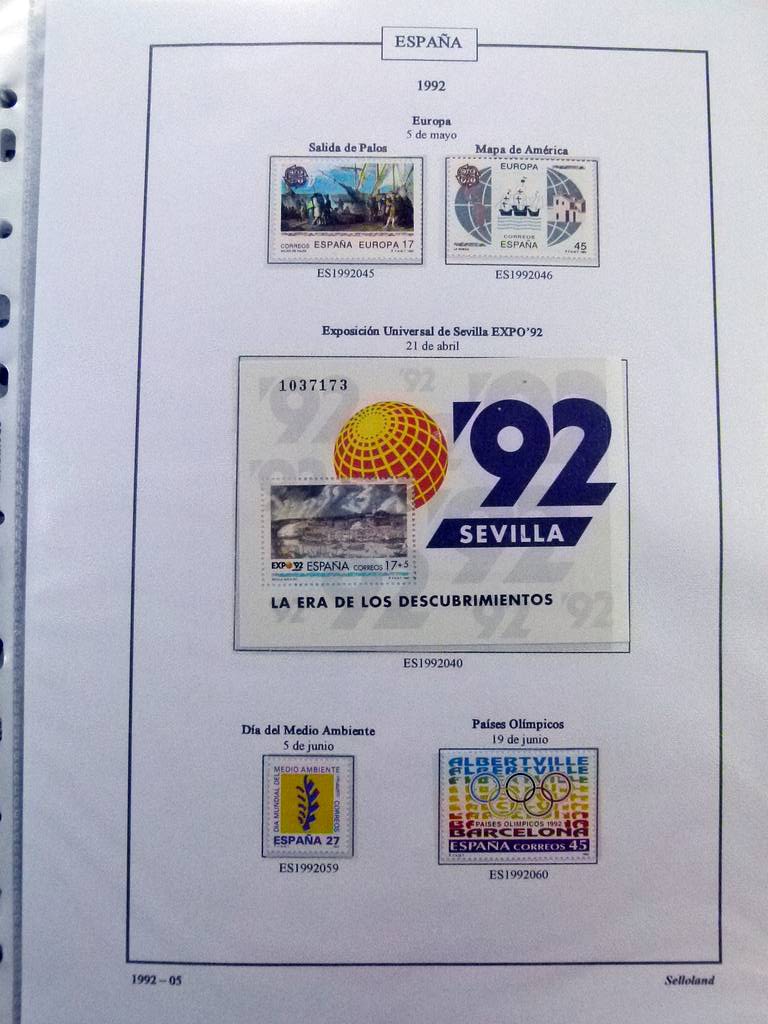 ESPAÑA
1992
Europa
5 de mayo
Salida de Palos
Mapa de América
CORREOS ESPAÑA EUROPA 17
ES1992045
EUROPA
CORREOS
ESPAÑA
45
ES1992046
Exposición Universal de Sevilla EXPO'92
21 de abril
1037173
'92
'92
SEVILLA
EXPO '92 ESPAÑA CORREOS 17+5
LA ERA DE LOS DESCUBRIMIENTOS
ES1992040
Día del Medio Ambiente
5 de junio
DIA MUNDIAL DEL MEDIO AMBIENTE
CORREOS
ESPAÑA 27
ES1992059
Países Olímpicos
19 de junio
ALBERTVILLE
PAISES OLIMPICOS 1992
BARCELONA
ESPAÑA CORREOS 45
ES1992060
1992 – 05
Selloland